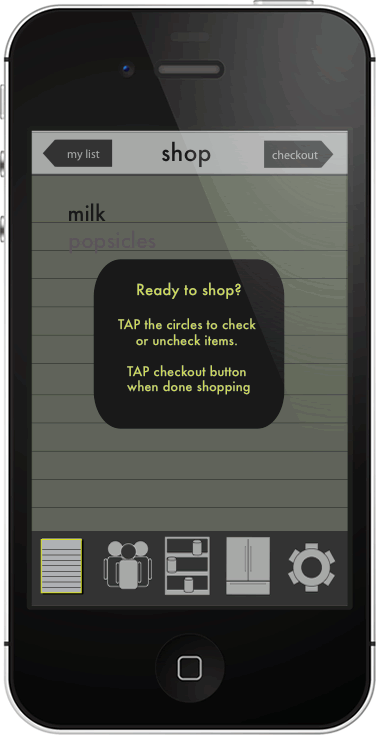 my list
shop
checkout
milk
popsicles
Ready to shop?
TAP the circles to check
or uncheck items.
TAP checkout button
when done shopping